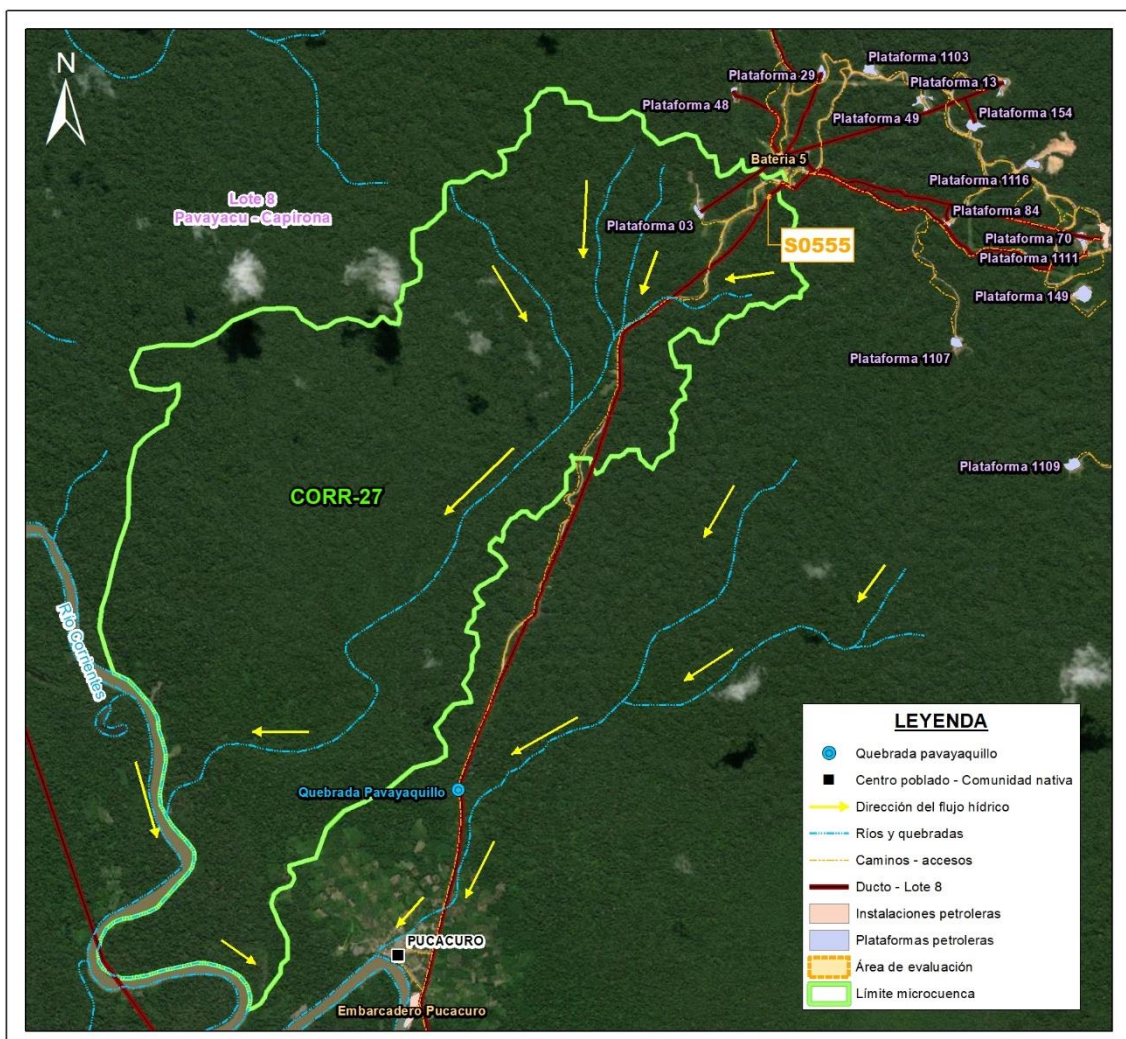 N
Plataforma 1103
Plataforma 29
Plataforma 13
Plataforma 48
Plataforma 49
Plataforma 154
Bateria 5
Lote 8
Pavayacu - Capirona
Plataforma 1116
Plataforma 03
Plataforma 84
S0555
Plataforma 70
Plataforma 1111
Plataforma 149
Plataforma 1107
Plataforma 1109
CORR-27
Río Corrientes
Quebrada Pavayaquillo
PUCACURO
Embarcadero Pucacuro
LEYENDA
Quebrada pavayaquillo
Centro poblado - Comunidad nativa
Dirección del flujo hídrico
Ríos y quebradas
Caminos - accesos
Ducto - Lote 8
Instalaciones petroleras
Plataformas petroleras
Área de evaluación
Límite microcuenca